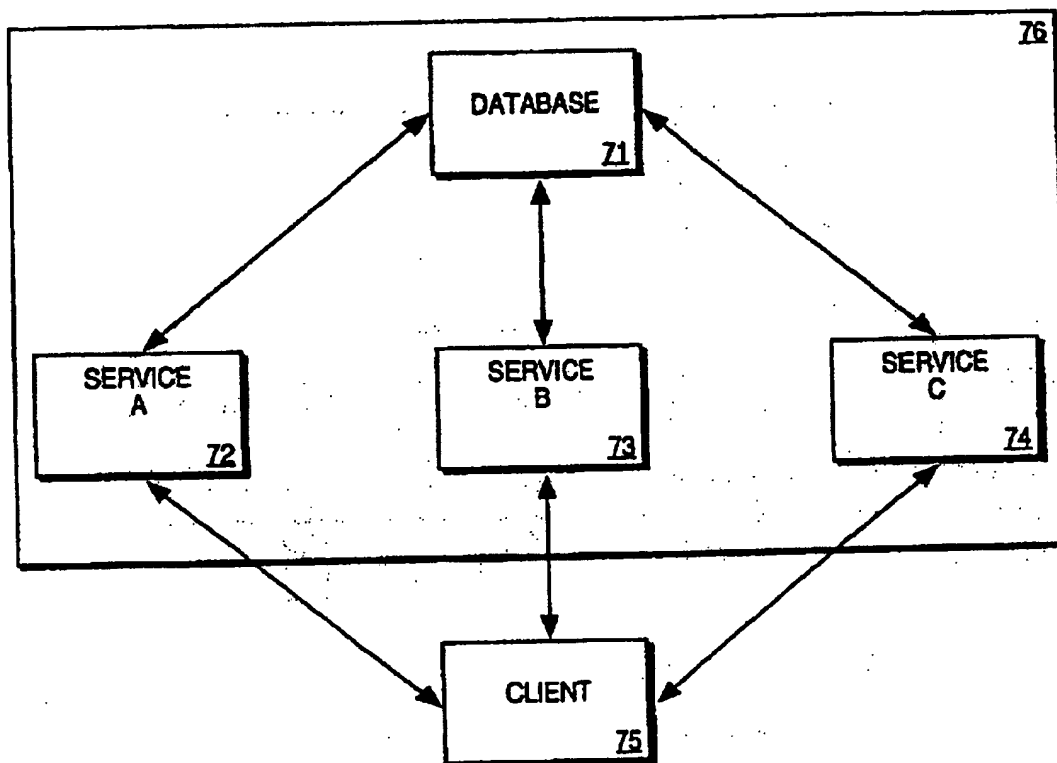 76
DATABASE
71
SERVICE
A
72
SERVICE
B
73
SERVICE
C
74
CLIENT
75